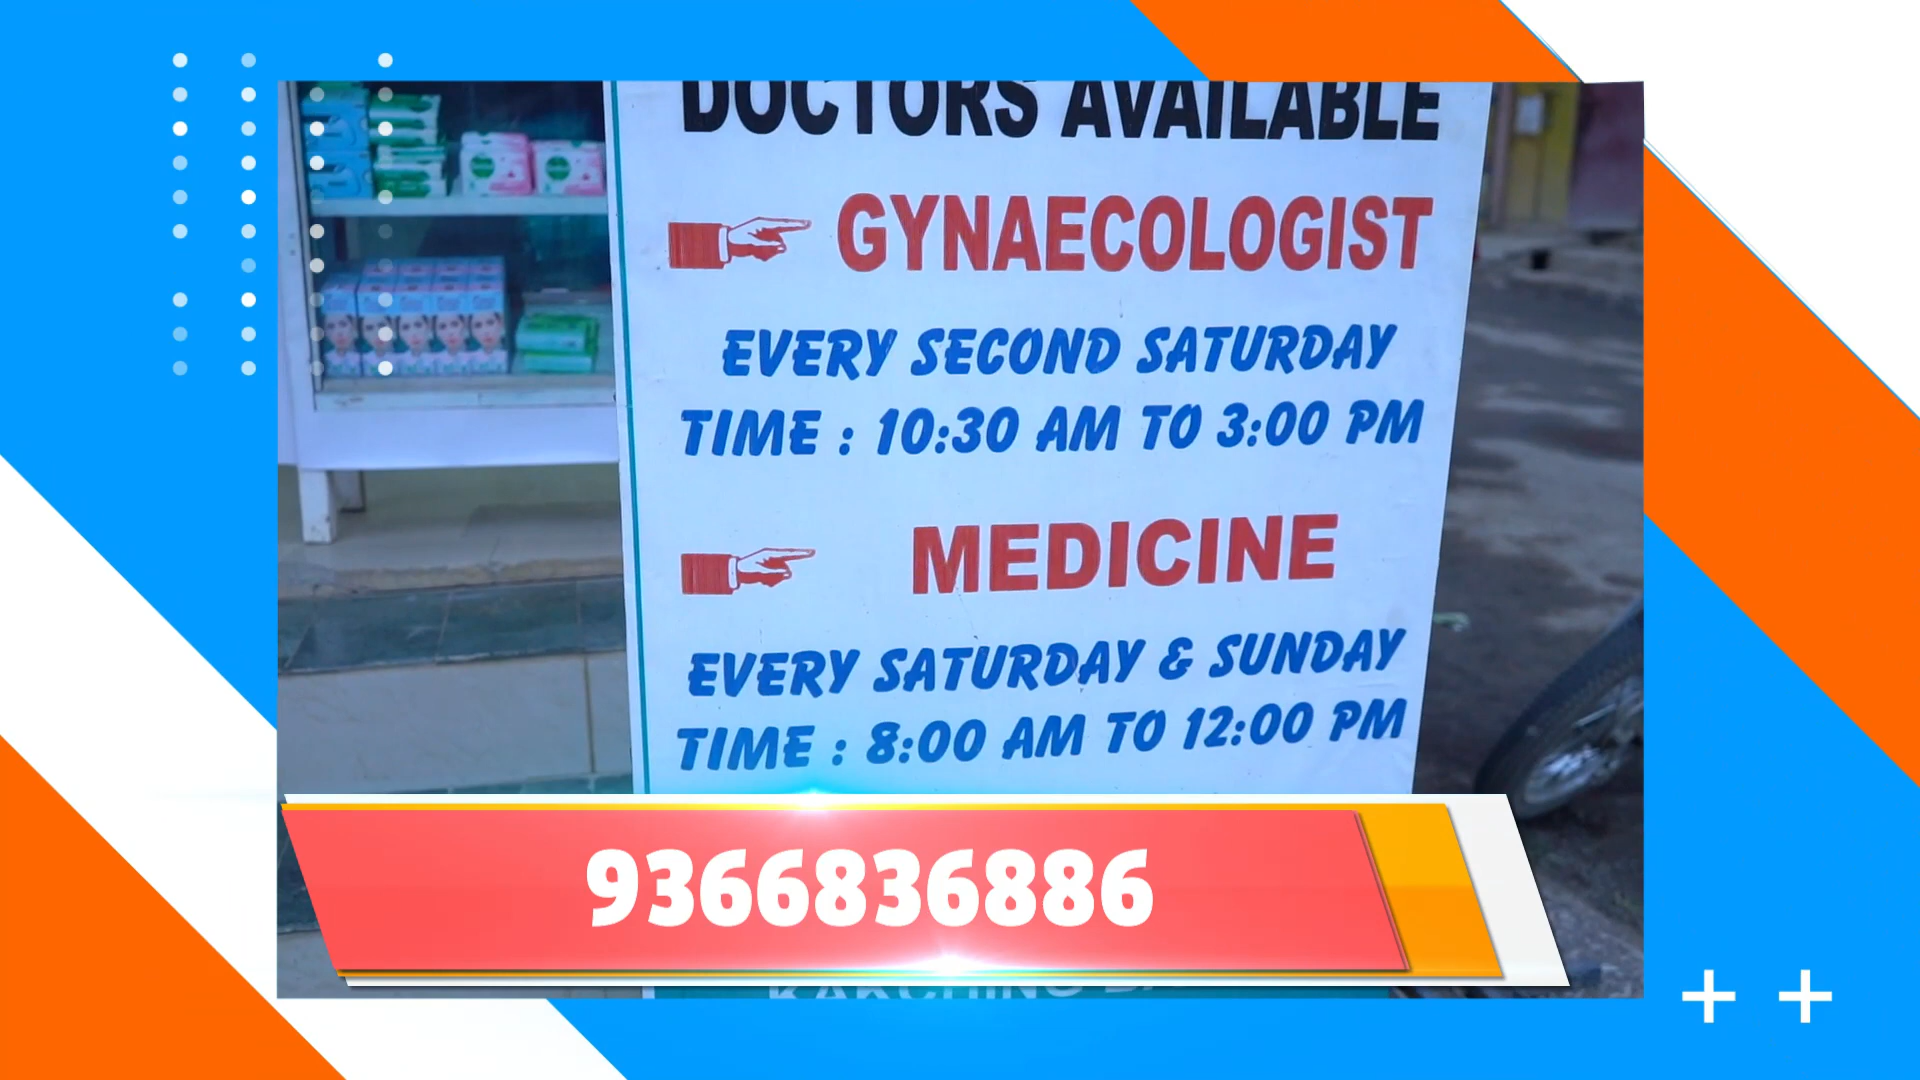 DOCTORS AVAILABLE
GYNAECOLOGIST
EVERY SECOND SATURDAY
TIME : 10:30 AM TO 3:00 PM
MEDICINE
EVERY SATURDAY & SUNDAY
TIME : 8:00 AM TO 12:00 PM
9366836886
KAKCHING